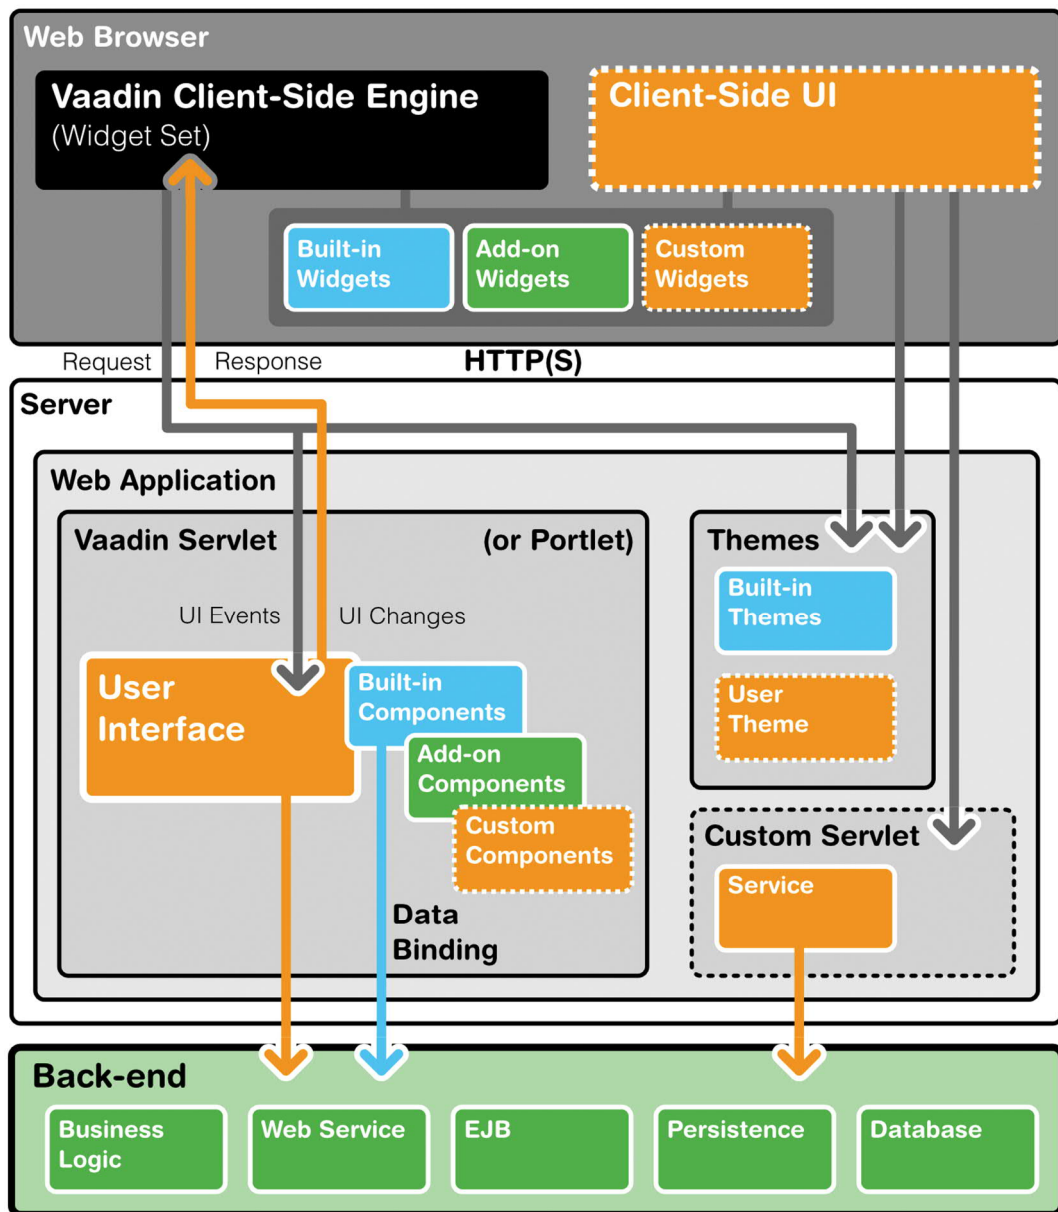 Web Browser
Vaadin Client-Side Engine
(Widget Set)
Client-Side UI
Built-in
Widgets
Add-on
Widgets
Custom
Widgets
Request
Response
HTTP(S)
Server
Web Application
Vaadin Servlet
(or Portlet)
UI Events
UI Changes
User
Interface
Built-in
Components
Add-on
Components
Custom
Components
Data
Binding
Themes
Built-in
Themes
User
Theme
Custom Servlet
Service
Back-end
Business
Logic
Web Service
EJB
Persistence
Database